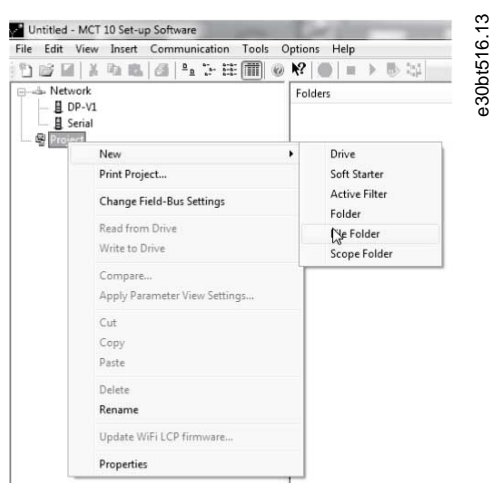 Untitled - MCT 10 Set-up Software
File Edit View Insert Communication Tools Options Help
Network
DP-V1
Serial
Project
Folders
New
Print Project...
Change Field-Bus Settings
Read from Drive
Write to Drive
Compare...
Apply Parameter View Settings...
Cut
Copy
Paste
Delete
Rename
Update WiFi LCP firmware...
Properties
Drive
Soft Starter
Active Filter
Folder
File Folder
Scope Folder
e30bt516.13